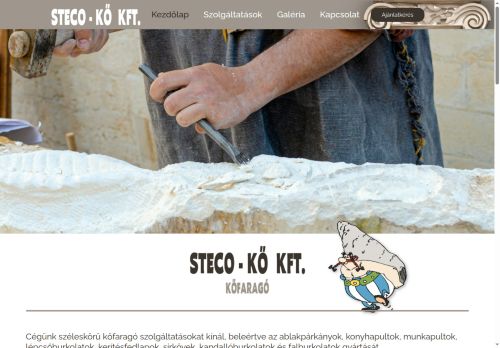 STECO - KŐ KFT. Kezdőlap Szolgáltatások Galéria Kapcsolat Ajánlatkérés
STECO - KŐ KFT.
KŐFARAGÓ
Cégünk széleskörű kőfaragó szolgáltatásokat kínál, beleértve az ablakpárkányok, konyhapultok, munkapultok,
lépcsőburkolatok, kerítésfedlapok, sírkövek, kandallóburkolatok és falburkolatok gyártását.